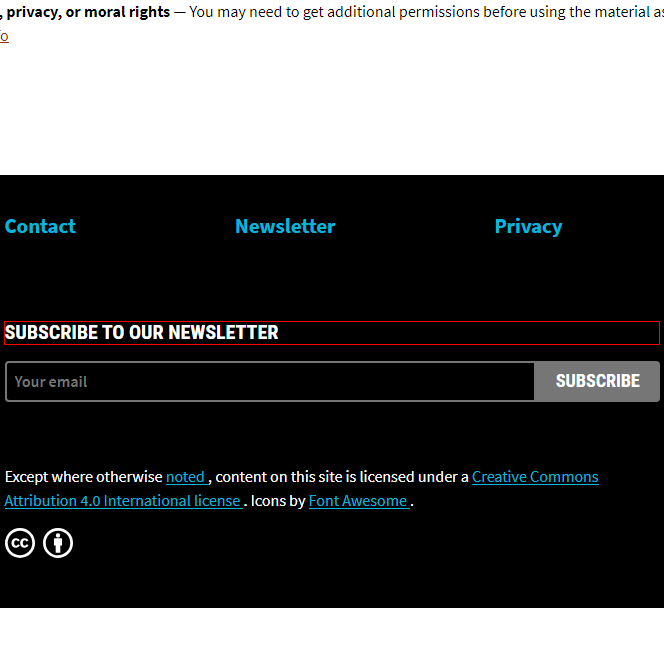 , privacy, or moral rights — You may need to get additional permissions before using the material as
o
Contact Newsletter Privacy
SUBSCRIBE TO OUR NEWSLETTER
Your email SUBSCRIBE
Except where otherwise noted , content on this site is licensed under a Creative Commons
Attribution 4.0 International license . Icons by Font Awesome .
cc